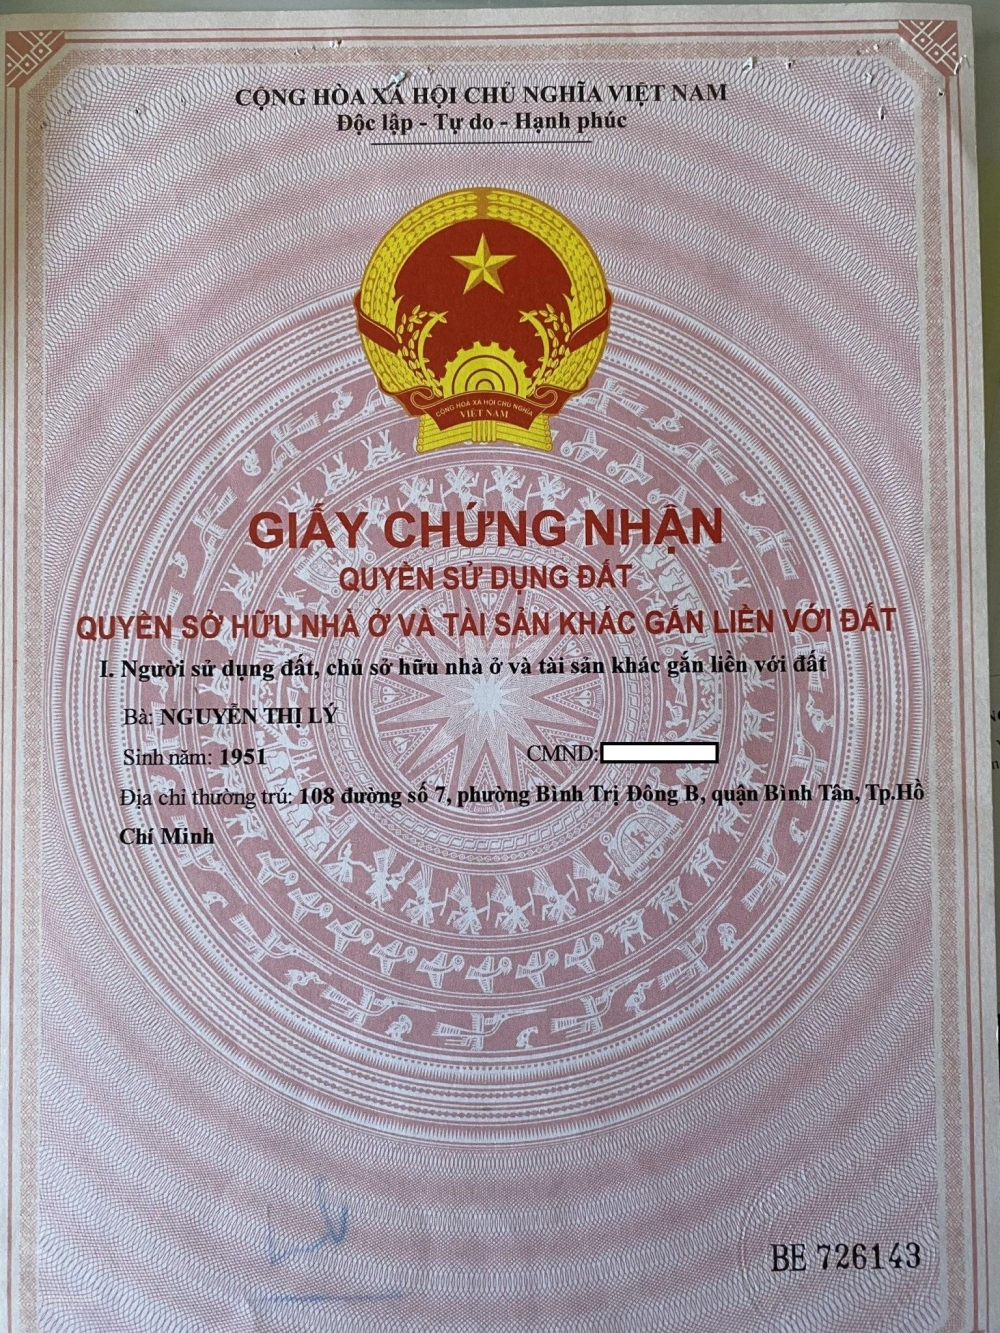 CỘNG HÒA XÃ HỘI CHỦ NGHĨA VIỆT NAM
Độc lập - Tự do - Hạnh phúc
CỘNG HOÀ XÃ HỘI CHỦ NGHĨA
VIỆT NAM
GIẤY CHỨNG NHẬN
QUYỀN SỬ DỤNG ĐẤT
QUYỀN SỞ HỮU NHÀ Ở VÀ TÀI SẢN KHÁC GẮN LIỀN VỚI ĐẤT
I. Người sử dụng đất, chủ sở hữu nhà ở và tài sản khác gắn liền với đất
Bà: NGUYỄN THỊ LÝ
Sinh năm: 1951 CMND:
Địa chỉ thường trú: 108 đường số 7, phường Bình Trị Đông B, quận Bình Tân, Tp.Hồ
Chí Minh
BE 726143